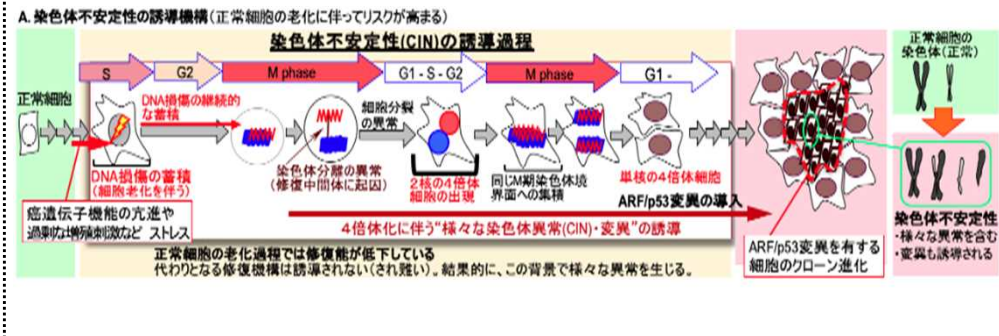 A. 染色体不安定性の誘導機構(正常細胞の老化に伴ってリスクが高まる)
染色体不安定性(CIN)の誘導過程
S
G2
M phase
G1 - S - G2
M phase
G1 -
正常細胞
DNA損傷の継続的
な蓄積
細胞分裂
の異常
DNA損傷の蓄積
(細胞老化を伴う)
染色体分離の異常
(修復中間体に起因)
2核の4倍体
細胞の出現
同じM期染色体境
界面への集積
単核の4倍体細胞
ARF/p53変異の導入
4倍体化に伴う“様々な染色体異常(CIN)・変異”の誘導
癌遺伝子機能の亢進や
過剰な増殖刺激など ストレス
正常細胞の老化過程では修復能が低下している
代わりとなる修復機構は誘導されない(され難い)。結果的に、この背景で様々な異常を生じる。
ARF/p53変異を有する
細胞のクローン進化
正常細胞の
染色体(正常)
染色体不安定性
・様々な異常を含む
・変異も誘導される